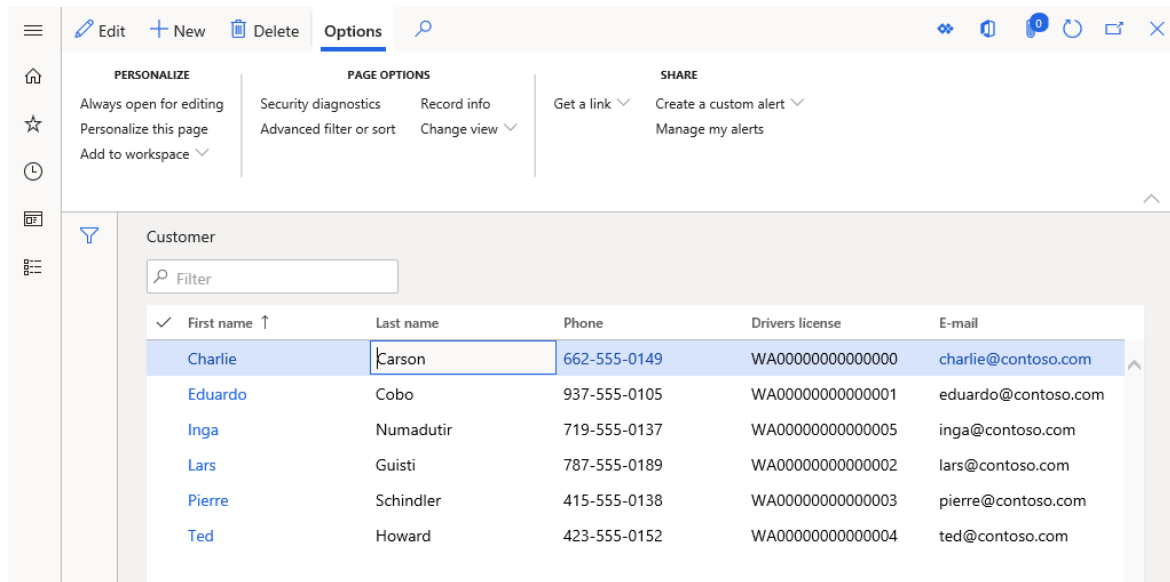 Edit New Delete Options 0
PERSONALIZE PAGE OPTIONS SHARE
Always open for editing Security diagnostics Record info Get a link Create a custom alert
Personalize this page Advanced filter or sort Change view Manage my alerts
Add to workspace
Customer
Filter
First name ↑ Last name Phone Drivers license E-mail
Charlie Carson 662-555-0149 WA00000000000000 charlie@contoso.com
Eduardo Cobo 937-555-0105 WA00000000000001 eduardo@contoso.com
Inga Numadutir 719-555-0137 WA00000000000005 inga@contoso.com
Lars Guisti 787-555-0189 WA00000000000002 lars@contoso.com
Pierre Schindler 415-555-0138 WA00000000000003 pierre@contoso.com
Ted Howard 423-555-0152 WA00000000000004 ted@contoso.com